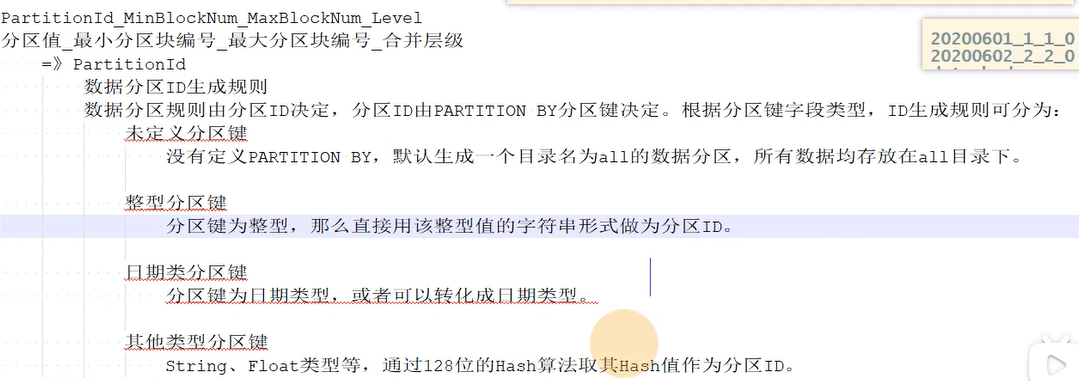 PartitionId_MinBlockNum_MaxBlockNum_Level
分区值_最小分区块编号_最大分区块编号_合并层级
=》PartitionId
数据分区ID生成规则
数据分区规则由分区ID决定，分区ID由PARTITION BY分区键决定。根据分区键字段类型，ID生成规则可分为：
未定义分区键
没有定义PARTITION BY，默认生成一个目录名为all的数据分区，所有数据均存放在all目录下。
整型分区键
分区键为整型，那么直接用该整型值的字符串形式做为分区ID。
日期类分区键
分区键为日期类型，或者可以转化成日期类型。
其他类型分区键
String、Float类型等，通过128位的Hash算法取其Hash值作为分区ID。
20200601_1_1_0
20200602_2_2_0